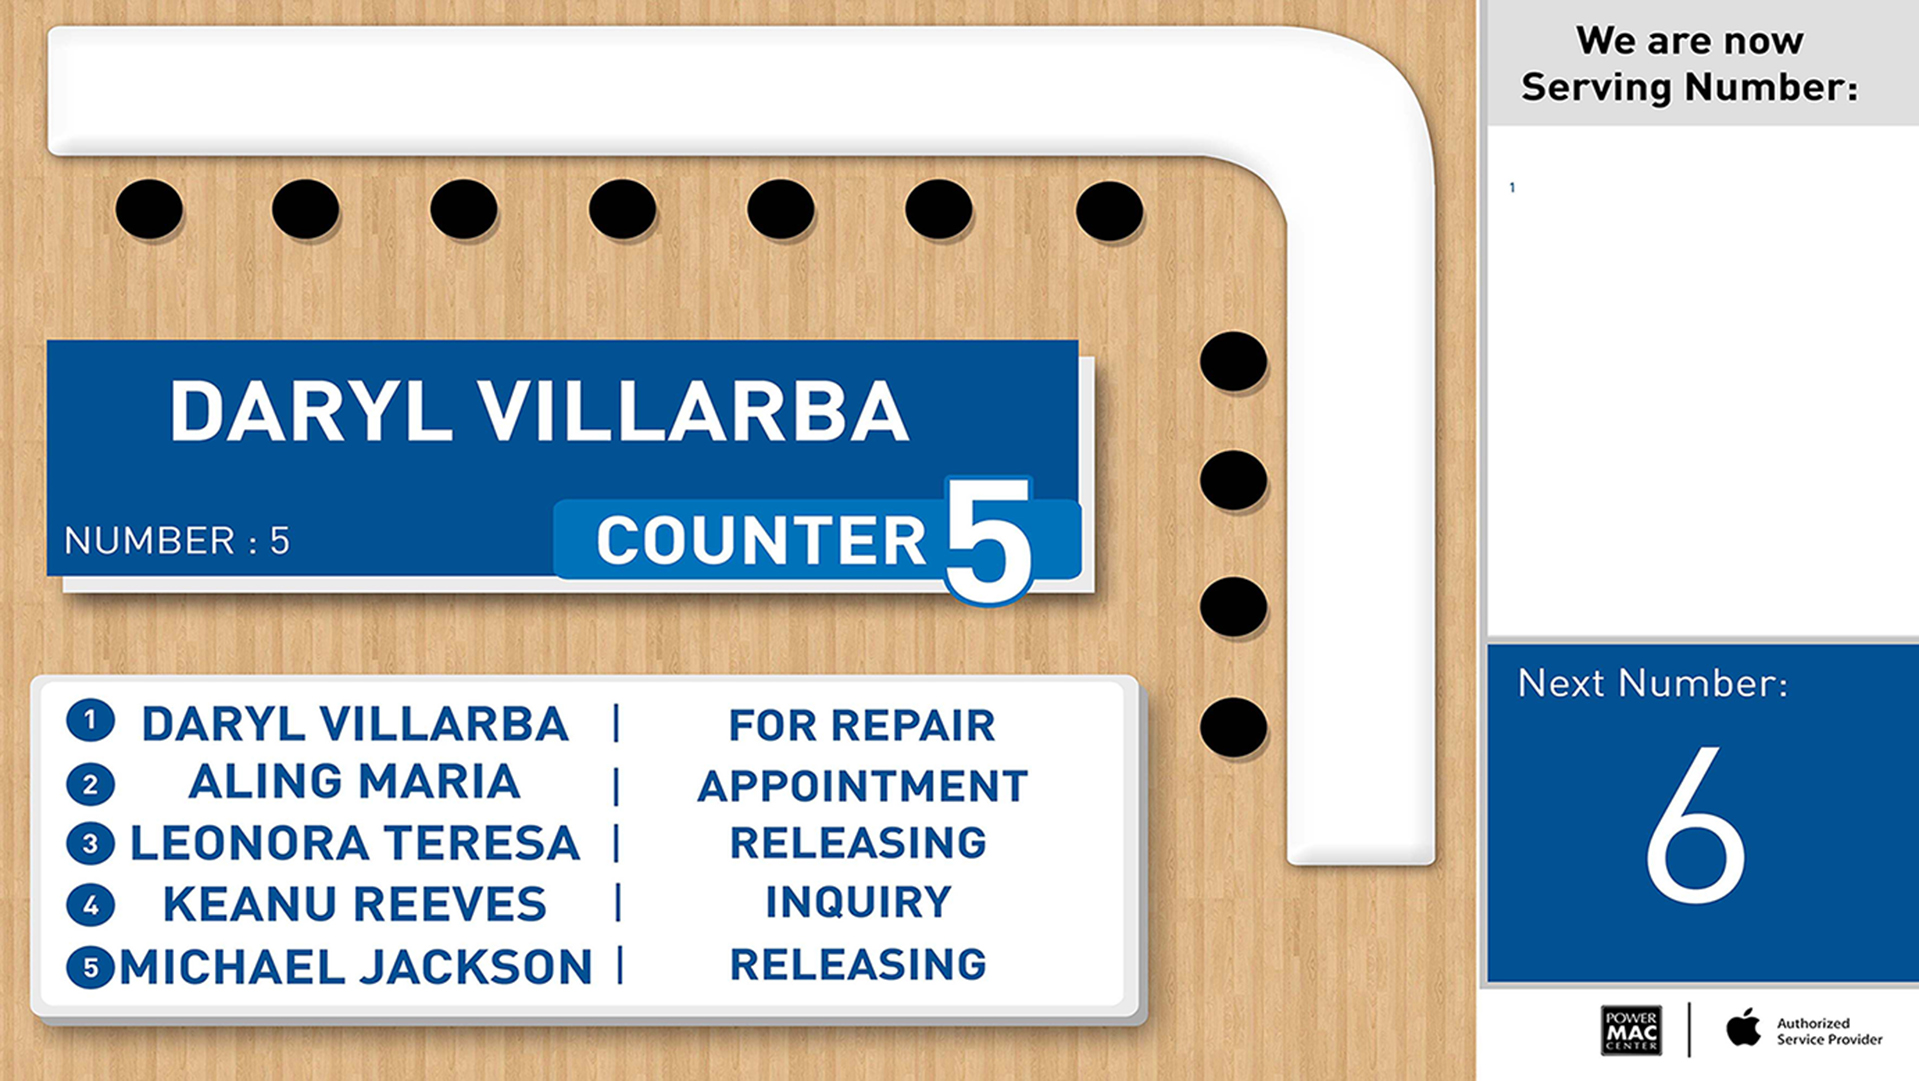 We are now
Serving Number:
1
DARYL VILLARBA
NUMBER : 5
COUNTER 5
1 DARYL VILLARBA | FOR REPAIR
2 ALING MARIA | APPOINTMENT
3 LEONORA TERESA | RELEASING
4 KEANU REEVES | INQUIRY
5 MICHAEL JACKSON | RELEASING
Next Number:
6
POWER
MAC
CENTER
Authorized
Service Provider